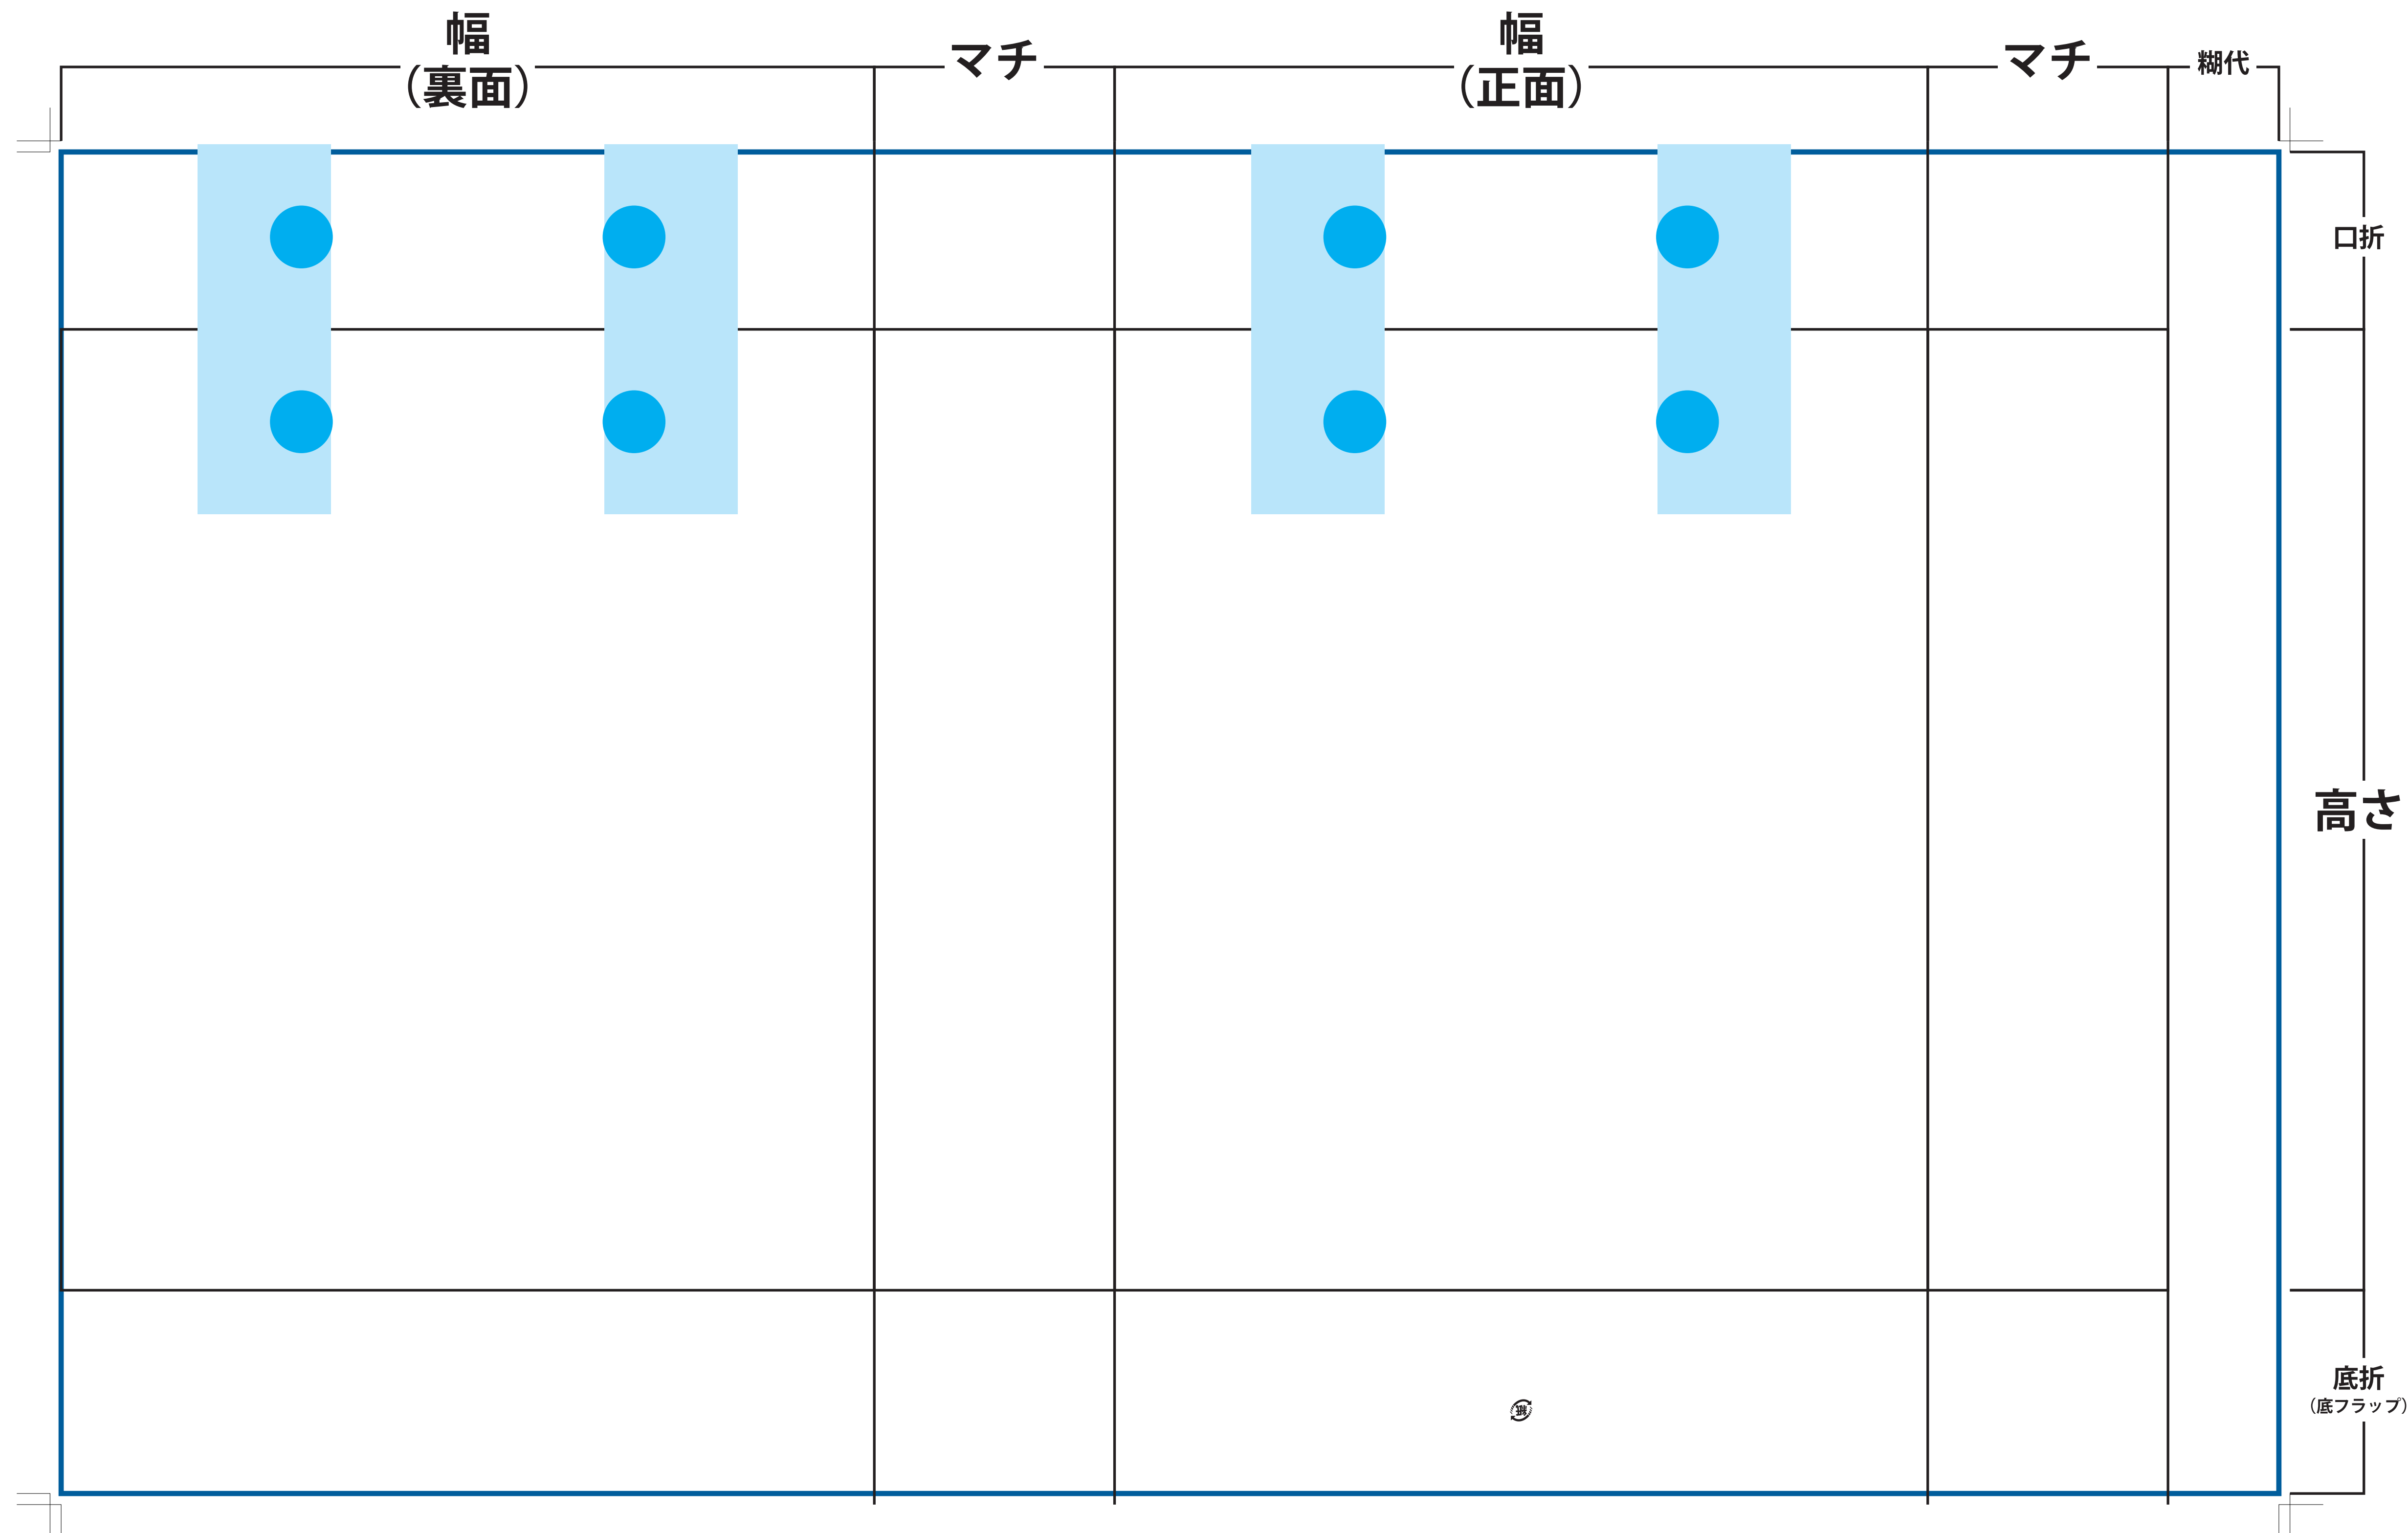 幅
（裏面）
マチ
幅
（正面）
マチ
糊代
口折
高さ
底折
（底フラップ）
紙